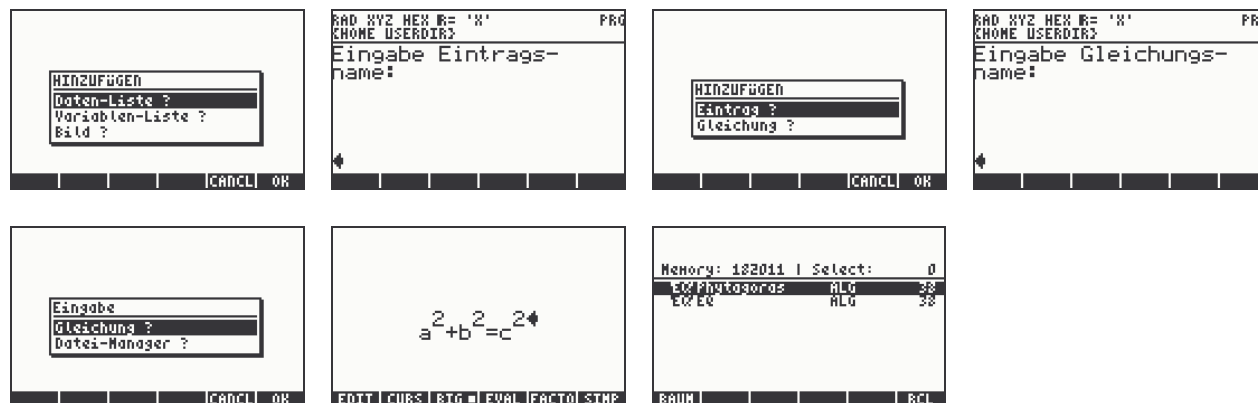 HINZUFüGEN
Daten-Liste ?
Variablen-Liste ?
Bild ?
CANCL OK
RAD XYZ HEX R= 'X' PRG
{HOME USERDIR}
Eingabe Eintrags-
name:
HINZUFüGEN
Eintrag ?
Gleichung ?
CANCL OK
RAD XYZ HEX R= 'X' PR
{HOME USERDIR}
Eingabe Gleichungs-
name:
Eingabe
Gleichung ?
Datei-Manager ?
CANCL OK
a²+b²=c²
EDIT CURS BIG ■ EVAL FACTO SIMP
Memory: 182011 | Select: 0
Phytagoras ALG 38
EQ ALG 38
BAUM RCL